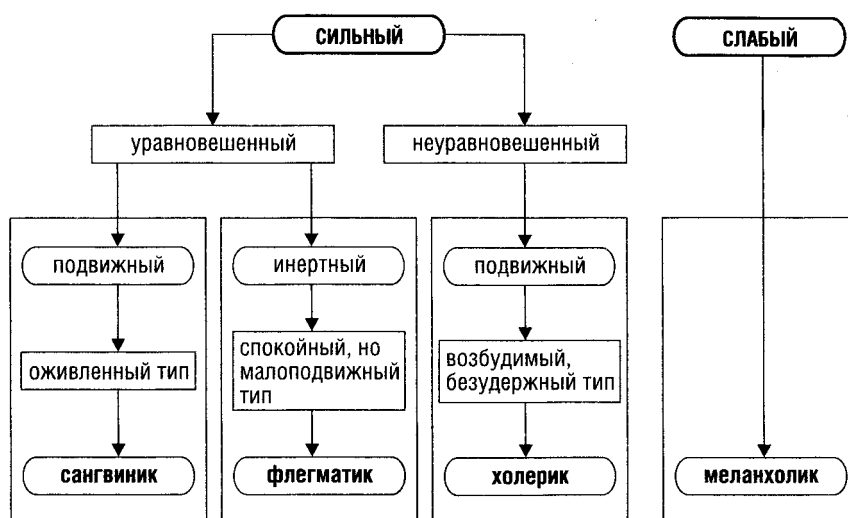 СИЛЬНЫЙ
СЛАБЫЙ
уравновешенный
неуравновешенный
подвижный
инертный
подвижный
оживленный тип
спокойный, но
малоподвижный
тип
возбудимый,
безудержный тип
сангвиник
флегматик
холерик
меланхолик